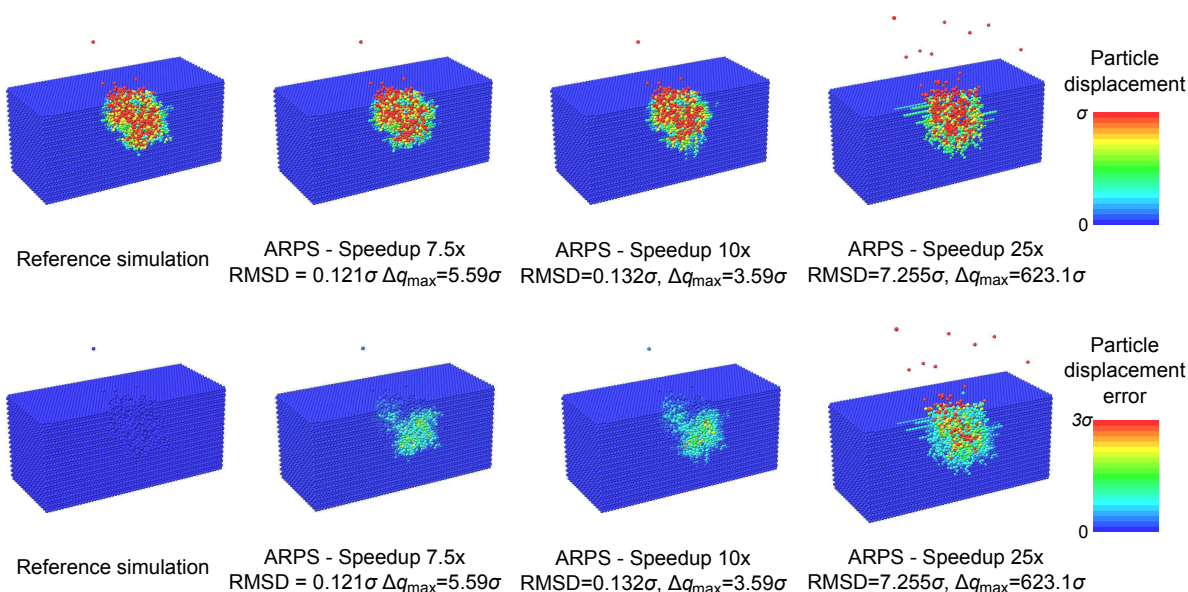 Particle
displacement
σ
0
Reference simulation
ARPS - Speedup 7.5x
RMSD = 0.121σ Δqmax=5.59σ
ARPS - Speedup 10x
RMSD=0.132σ, Δqmax=3.59σ
ARPS - Speedup 25x
RMSD=7.255σ, Δqmax=623.1σ
Particle
displacement
error
3σ
0
Reference simulation
ARPS - Speedup 7.5x
RMSD = 0.121σ Δqmax=5.59σ
ARPS - Speedup 10x
RMSD=0.132σ, Δqmax=3.59σ
ARPS - Speedup 25x
RMSD=7.255σ, Δqmax=623.1σ